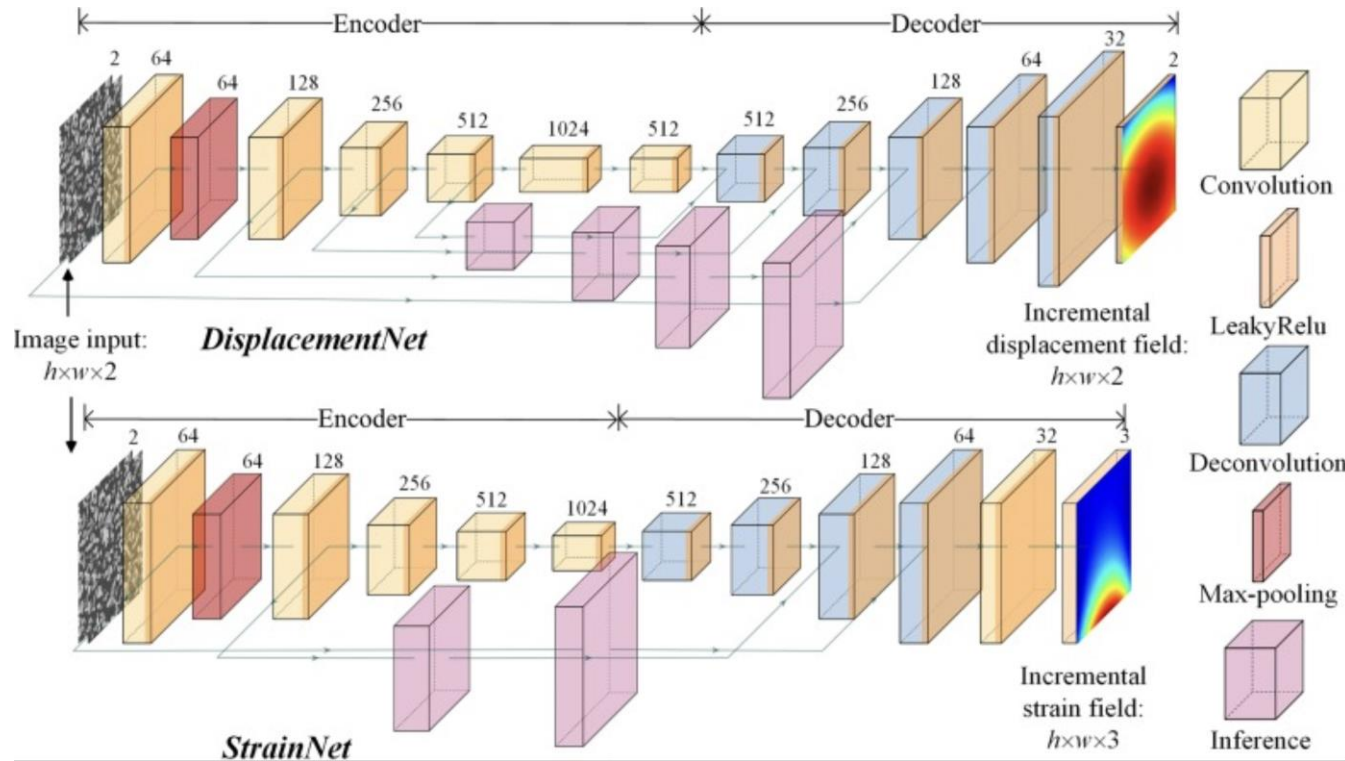 Encoder
Decoder
2
64
64
128
256
512
1024
512
512
256
128
64
32
2
Convolution
LeakyRelu
Deconvolution
Max-pooling
Inference
Image input:
h×w×2
DisplacementNet
Incremental
displacement field:
h×w×2
Encoder
Decoder
2
64
64
128
256
512
1024
512
256
128
64
32
3
StrainNet
Incremental
strain field:
h×w×3